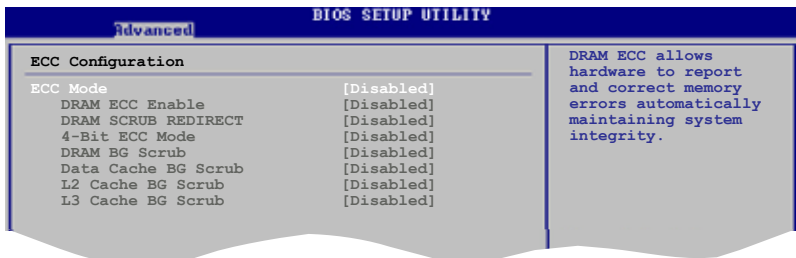 BIOS SETUP UTILITY
Advanced
ECC Configuration
ECC Mode [Disabled]
DRAM ECC Enable [Disabled]
DRAM SCRUB REDIRECT [Disabled]
4-Bit ECC Mode [Disabled]
DRAM BG Scrub [Disabled]
Data Cache BG Scrub [Disabled]
L2 Cache BG Scrub [Disabled]
L3 Cache BG Scrub [Disabled]
DRAM ECC allows
hardware to report
and correct memory
errors automatically
maintaining system
integrity.